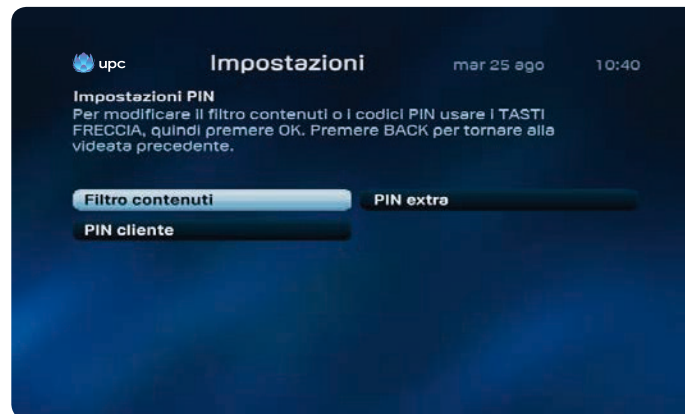 upc Impostazioni mar 25 ago 10:40
Impostazioni PIN
Per modificare il filtro contenuti o i codici PIN usare i TASTI
FRECCIA, quindi premere OK. Premere BACK per tornare alla
videata precedente.
Filtro contenuti PIN extra
PIN cliente